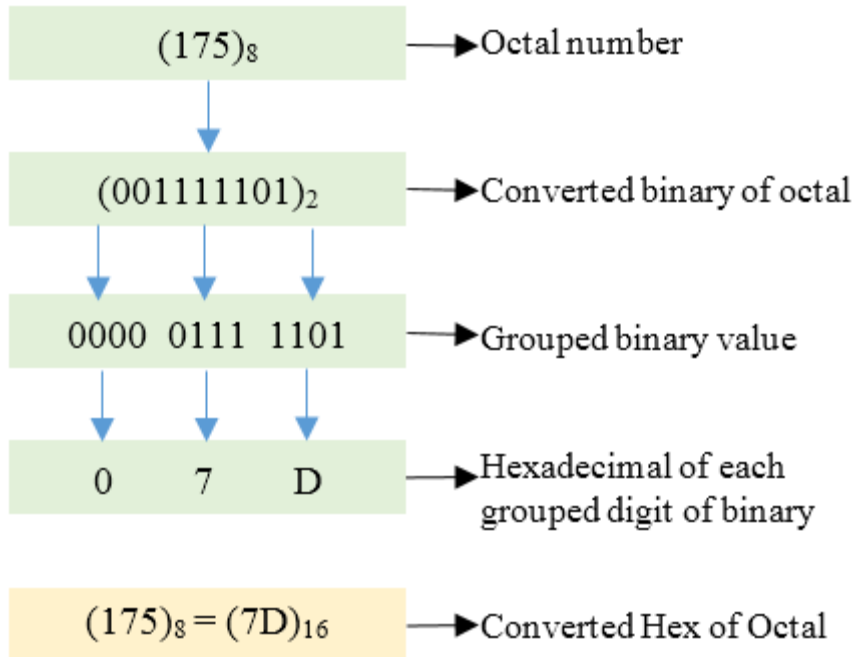 (175)₈
Octal number
(001111101)₂
Converted binary of octal
0000 0111 1101
Grouped binary value
0 7 D
Hexadecimal of each
grouped digit of binary
(175)₈ = (7D)₁₆
Converted Hex of Octal